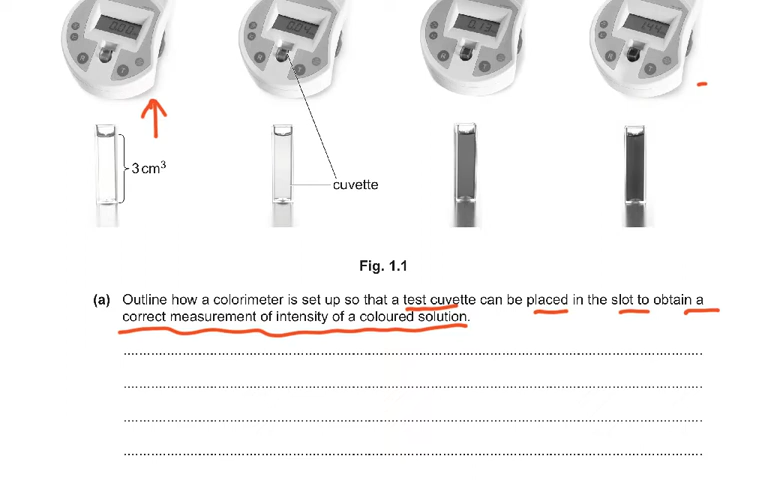 3 cm³
cuvette
Fig. 1.1
(a) Outline how a colorimeter is set up so that a test cuvette can be placed in the slot to obtain a
correct measurement of intensity of a coloured solution.